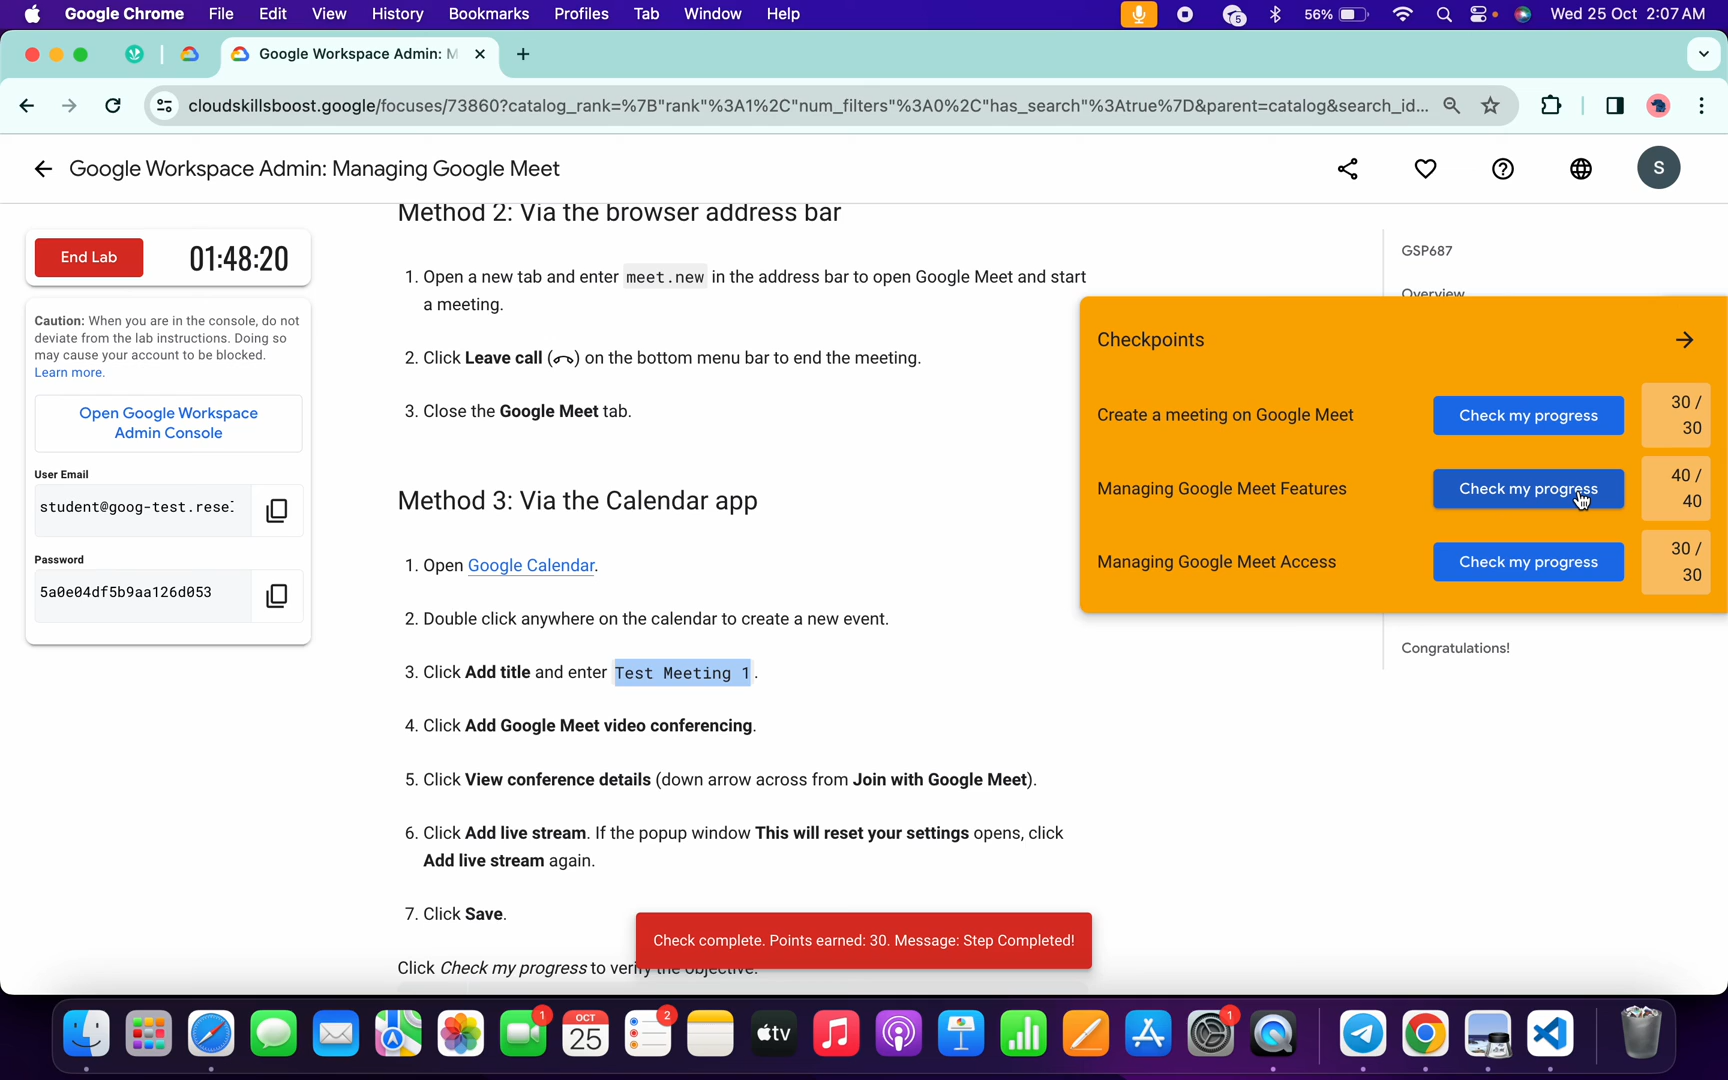 Google Chrome File Edit View History Bookmarks Profiles Tab Window Help 5 56% Wed 25 Oct 2:07 AM
Google Workspace Admin: M
cloudskillsboost.google/focuses/73860?catalog_rank=%7B"rank"%3A1%2C"num_filters"%3A0%2C"has_search"%3Atrue%7D&parent=catalog&search_id...
Google Workspace Admin: Managing Google Meet
S
End Lab 01:48:20
Caution: When you are in the console, do not
deviate from the lab instructions. Doing so
may cause your account to be blocked.
Learn more.
Open Google Workspace
Admin Console
User Email
student@goog-test.rese
Password
5a0e04df5b9aa126d053
Method 2: Via the browser address bar
1. Open a new tab and enter meet.new in the address bar to open Google Meet and start
a meeting.
2. Click Leave call ( ) on the bottom menu bar to end the meeting.
3. Close the Google Meet tab.
Method 3: Via the Calendar app
1. Open Google Calendar.
2. Double click anywhere on the calendar to create a new event.
3. Click Add title and enter Test Meeting 1.
4. Click Add Google Meet video conferencing.
5. Click View conference details (down arrow across from Join with Google Meet).
6. Click Add live stream. If the popup window This will reset your settings opens, click
Add live stream again.
7. Click Save.
Click Check my progress to verify the objective.
Check complete. Points earned: 30. Message: Step Completed!
GSP687
Overview
Checkpoints
Create a meeting on Google Meet Check my progress 30 /
30
Managing Google Meet Features Check my progress 40 /
40
Managing Google Meet Access Check my progress 30 /
30
Congratulations!
1 OCT 2 tv 1
25